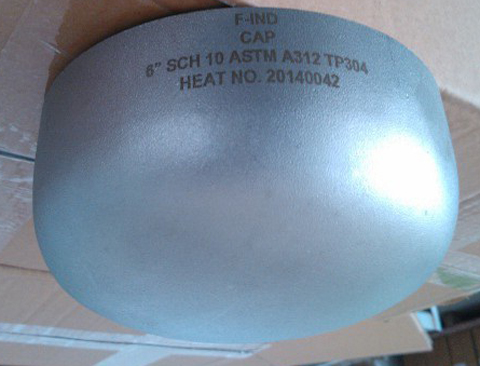 F-IND
CAP
6" SCH 10 ASTM A312 TP304
HEAT NO. 20140042